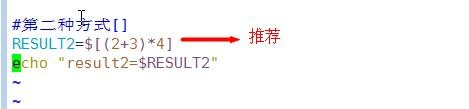 #第二种方式[]
RESULT2=$[(2+3)*4] 推荐
echo "result2=$RESULT2"
~
~